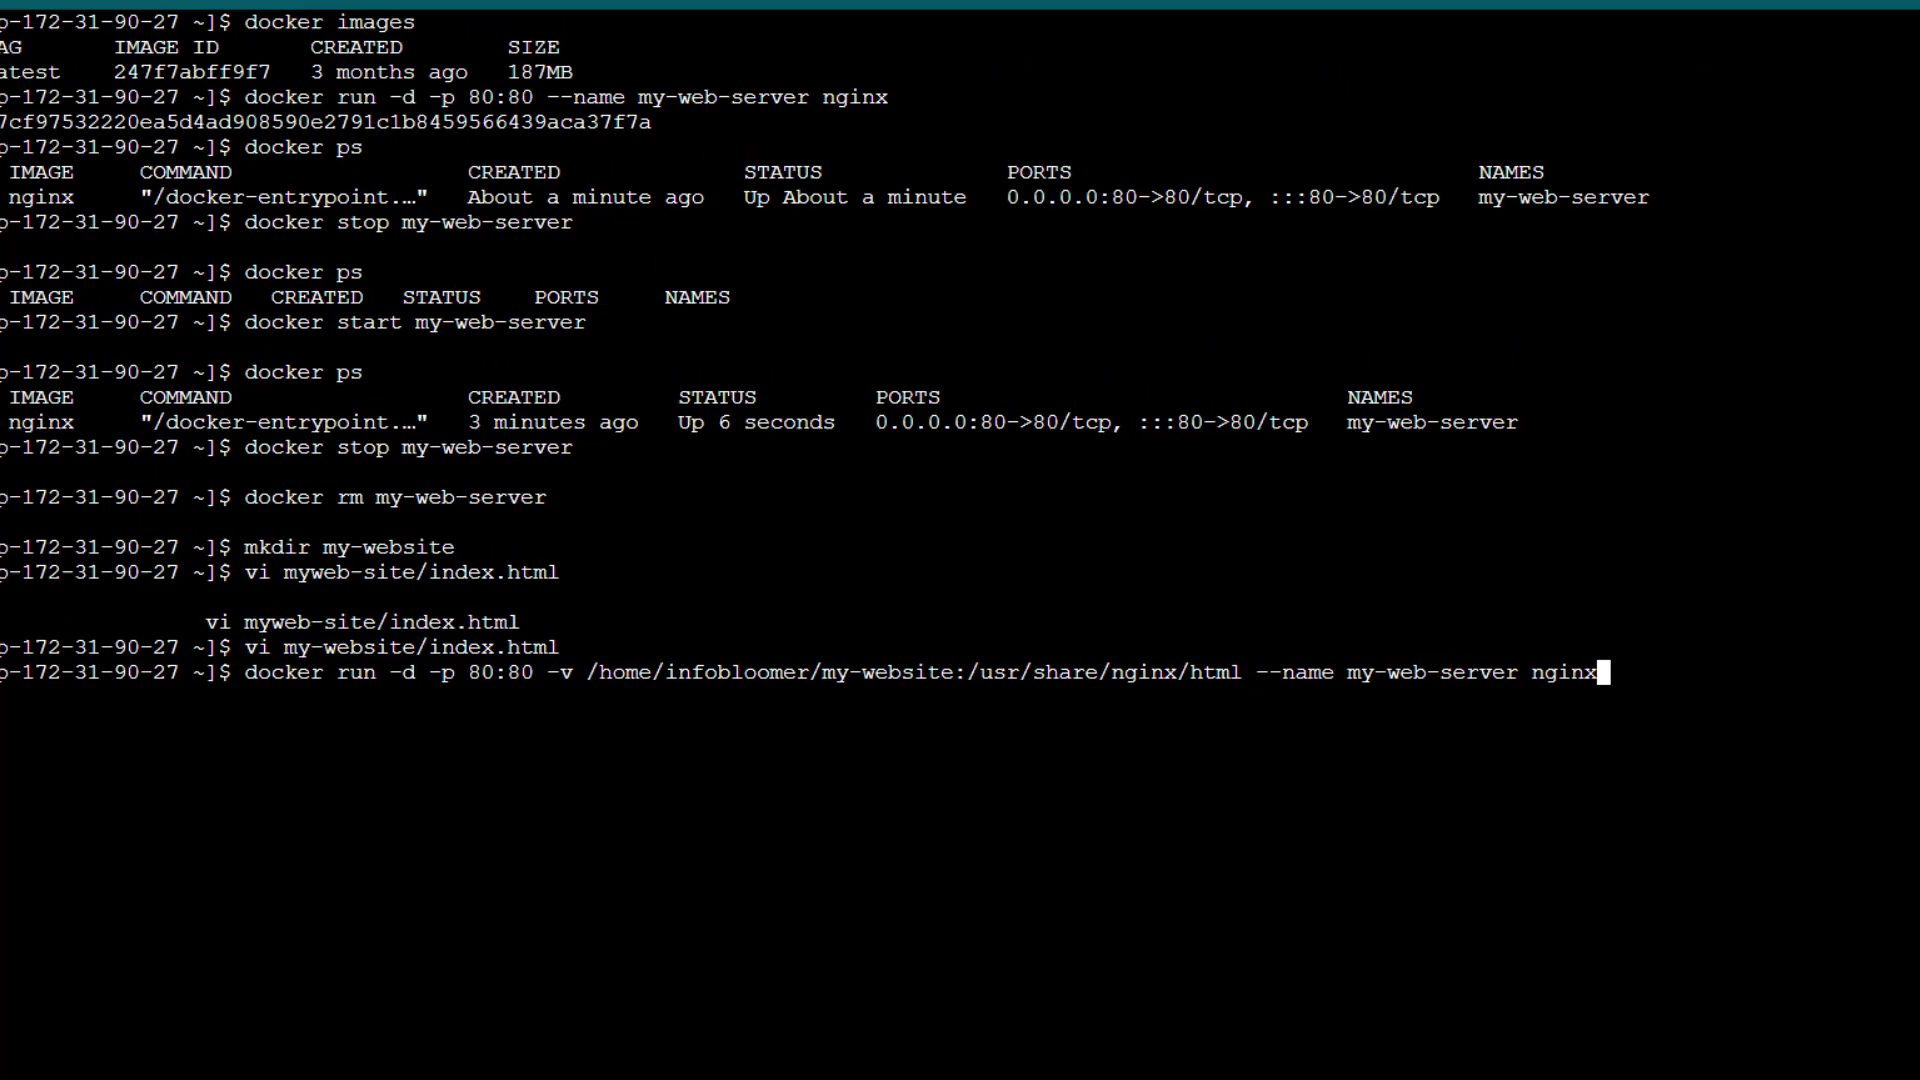 p-172-31-90-27 ~]$ docker images
AG IMAGE ID CREATED SIZE
atest 247f7abff9f7 3 months ago 187MB
p-172-31-90-27 ~]$ docker run -d -p 80:80 --name my-web-server nginx
7cf97532220ea5d4ad908590e2791c1b8459566439aca37f7a
p-172-31-90-27 ~]$ docker ps
IMAGE COMMAND CREATED STATUS PORTS NAMES
nginx "/docker-entrypoint.…" About a minute ago Up About a minute 0.0.0.0:80->80/tcp, :::80->80/tcp my-web-server
p-172-31-90-27 ~]$ docker stop my-web-server
p-172-31-90-27 ~]$ docker ps
IMAGE COMMAND CREATED STATUS PORTS NAMES
p-172-31-90-27 ~]$ docker start my-web-server
p-172-31-90-27 ~]$ docker ps
IMAGE COMMAND CREATED STATUS PORTS NAMES
nginx "/docker-entrypoint.…" 3 minutes ago Up 6 seconds 0.0.0.0:80->80/tcp, :::80->80/tcp my-web-server
p-172-31-90-27 ~]$ docker stop my-web-server
p-172-31-90-27 ~]$ docker rm my-web-server
p-172-31-90-27 ~]$ mkdir my-website
p-172-31-90-27 ~]$ vi myweb-site/index.html
vi myweb-site/index.html
p-172-31-90-27 ~]$ vi my-website/index.html
p-172-31-90-27 ~]$ docker run -d -p 80:80 -v /home/infobloomer/my-website:/usr/share/nginx/html --name my-web-server nginx